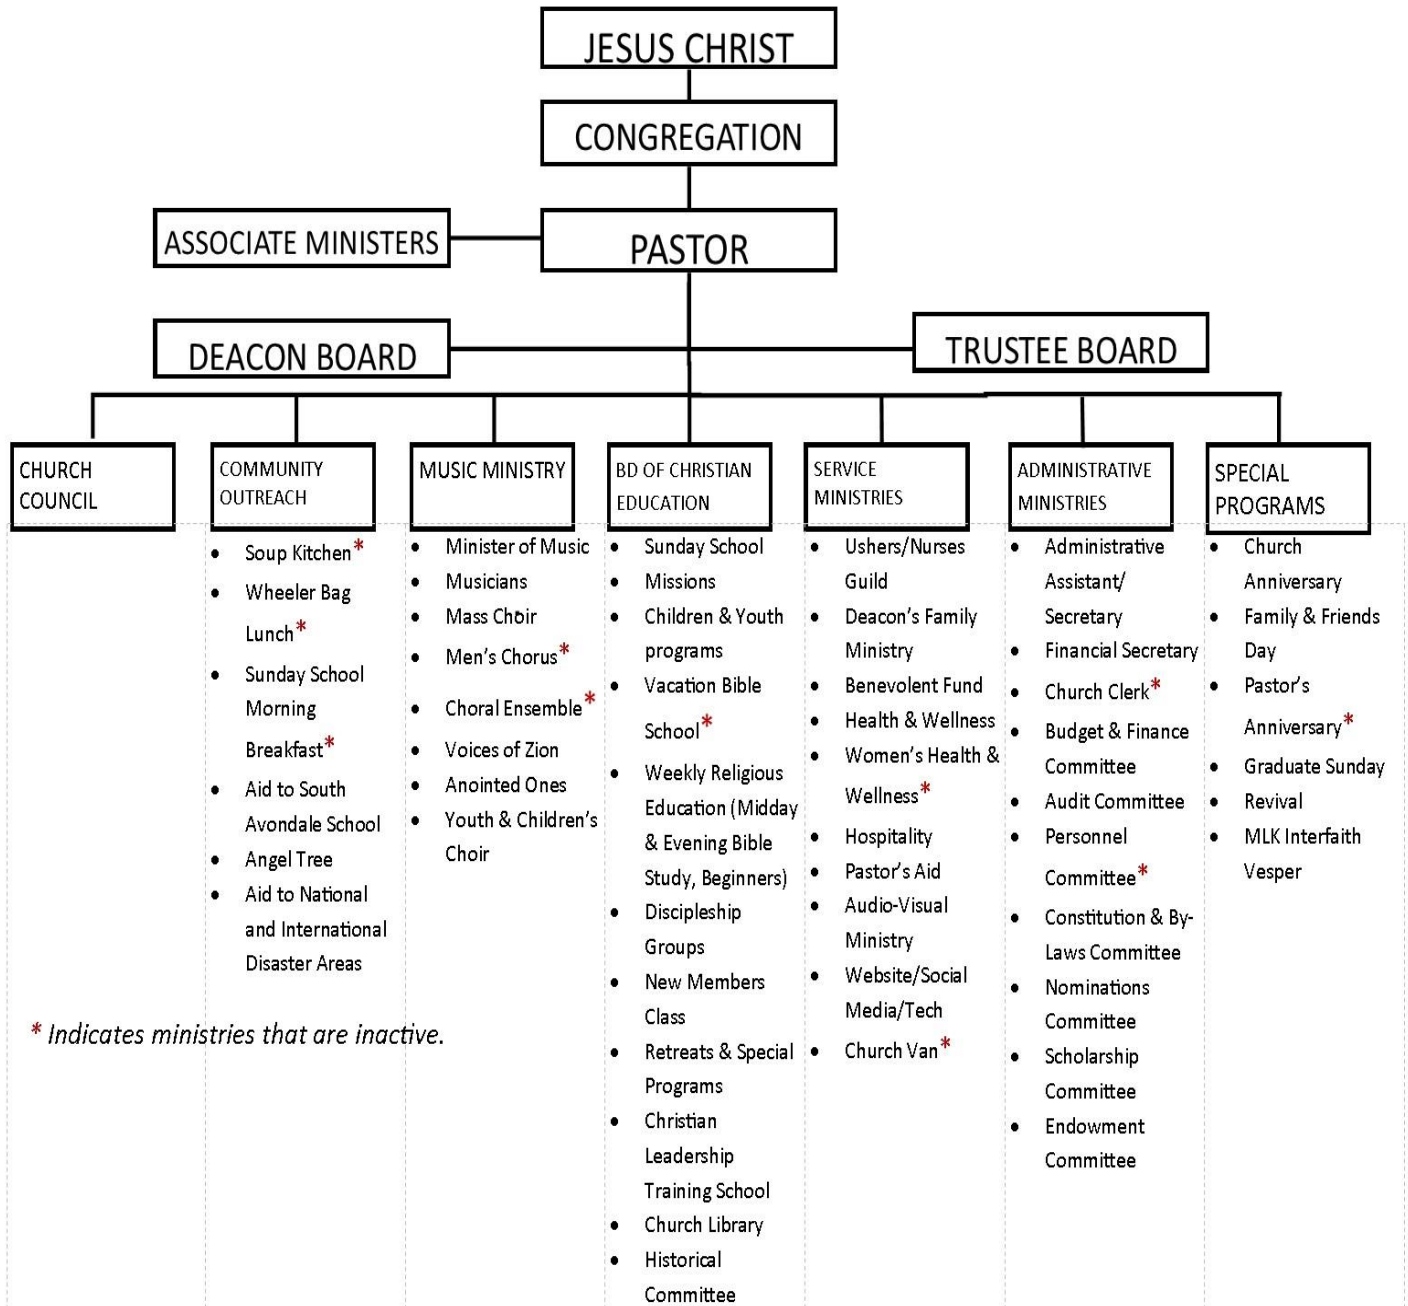 JESUS CHRIST
CONGREGATION
ASSOCIATE MINISTERS
PASTOR
DEACON BOARD
TRUSTEE BOARD
CHURCH
COUNCIL
COMMUNITY
OUTREACH
• Soup Kitchen*
• Wheeler Bag
Lunch*
• Sunday School
Morning
Breakfast*
• Aid to South
Avondale School
• Angel Tree
• Aid to National
and International
Disaster Areas
MUSIC MINISTRY
• Minister of Music
• Musicians
• Mass Choir
• Men's Chorus*
• Choral Ensemble*
• Voices of Zion
• Anointed Ones
• Youth & Children's
Choir
BD OF CHRISTIAN
EDUCATION
• Sunday School
• Missions
• Children & Youth
programs
• Vacation Bible
School*
• Weekly Religious
Education (Midday
& Evening Bible
Study, Beginners)
• Discipleship
Groups
• New Members
Class
• Retreats & Special
Programs
• Christian
Leadership
Training School
• Church Library
• Historical
Committee
SERVICE
MINISTRIES
• Ushers/Nurses
Guild
• Deacon's Family
Ministry
• Benevolent Fund
• Health & Wellness
• Women's Health &
Wellness*
• Hospitality
• Pastor's Aid
• Audio-Visual
Ministry
• Website/Social
Media/Tech
• Church Van*
ADMINISTRATIVE
MINISTRIES
• Administrative
Assistant/
Secretary
• Financial Secretary
• Church Clerk*
• Budget & Finance
Committee
• Audit Committee
• Personnel
Committee*
• Constitution & By-
Laws Committee
• Nominations
Committee
• Scholarship
Committee
• Endowment
Committee
SPECIAL
PROGRAMS
• Church
Anniversary
• Family & Friends
Day
• Pastor's
Anniversary*
• Graduate Sunday
• Revival
• MLK Interfaith
Vesper
* Indicates ministries that are inactive.